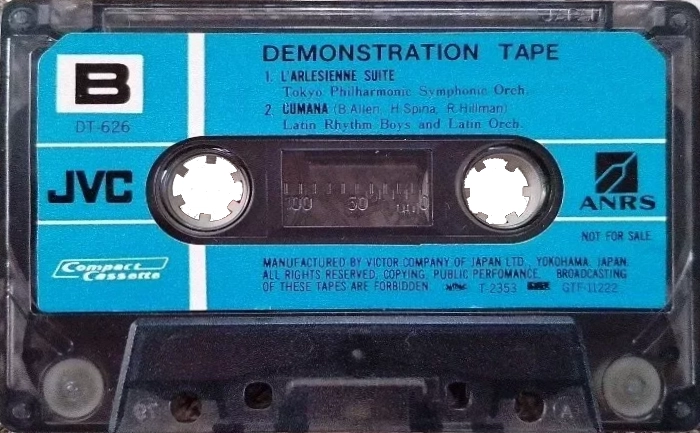 B
DT-626
JVC
Compact
Cassette
DEMONSTRATION TAPE
1. L'ARLESIENNE SUITE
Tokyo Philharmonic Symphonic Orch.
2. CUMANA (B.Allen, H.Spina, R.Hillman)
Latin Rhythm Boys and Latin Orch.
100 50 0
ANRS
NOT FOR SALE
MANUFACTURED BY VICTOR COMPANY OF JAPAN LTD., YOKOHAMA, JAPAN.
ALL RIGHTS RESERVED, COPYING, PUBLIC PERFOMANCE, BROADCASTING
OF THESE TAPES ARE FORBIDDEN. T 2353 GTF-11222
A